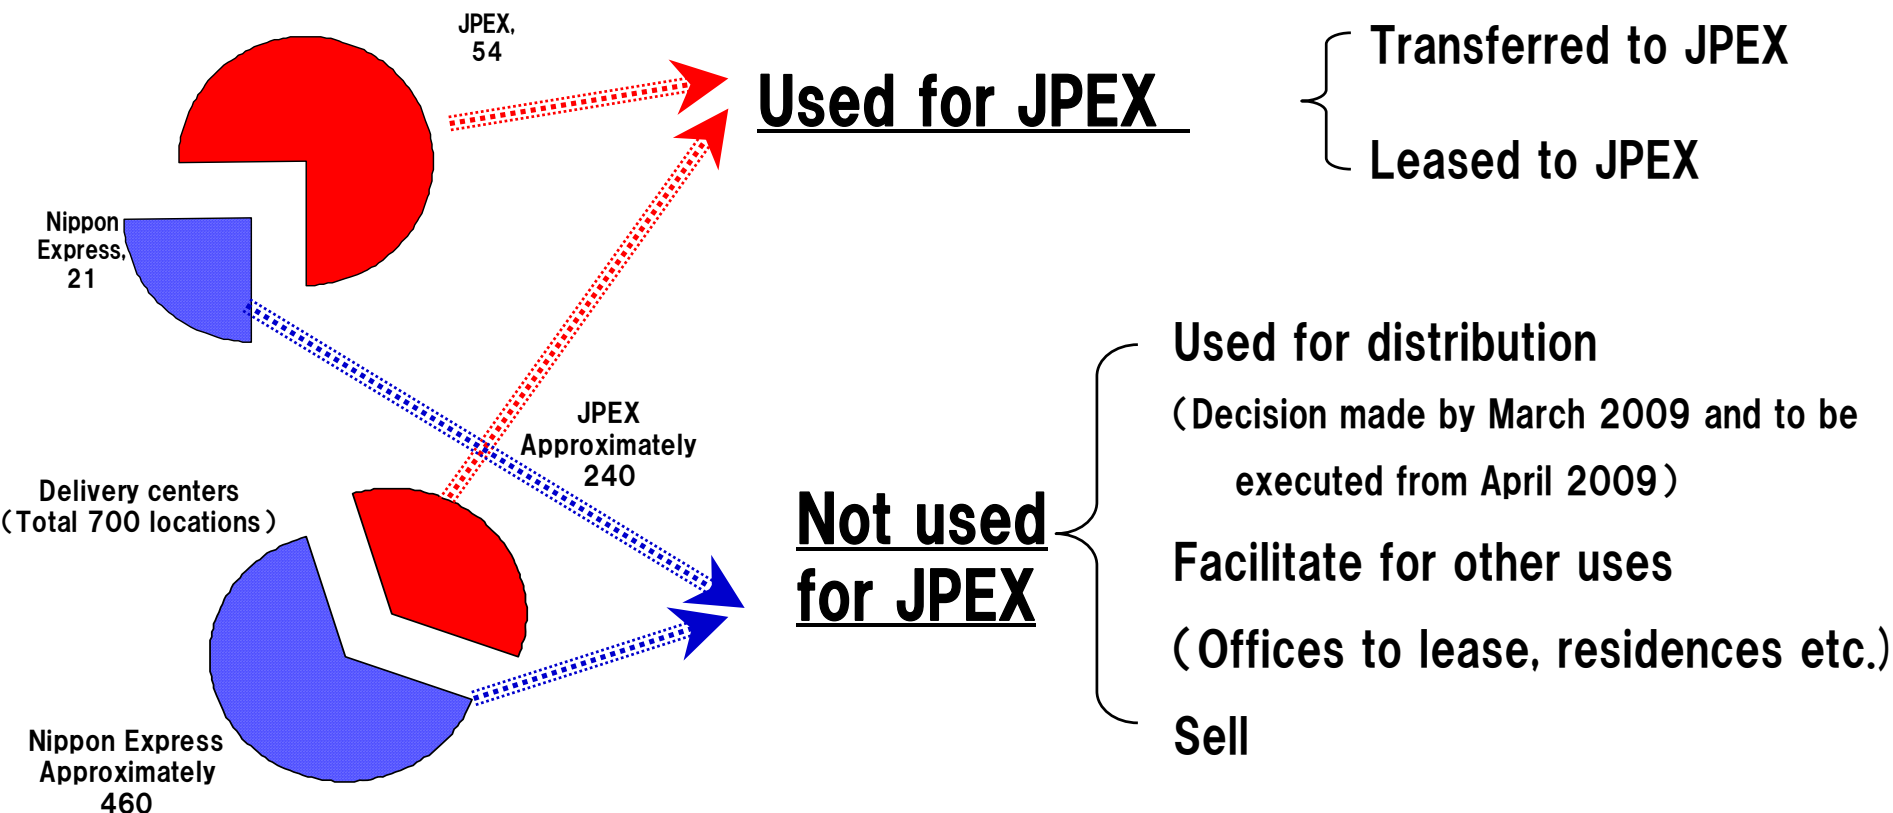 JPEX,
54
Nippon
Express,
21
Used for JPEX
Transferred to JPEX
Leased to JPEX
JPEX
Approximately
240
Delivery centers
（Total 700 locations）
Nippon Express
Approximately
460
Not used
for JPEX
Used for distribution
（Decision made by March 2009 and to be
executed from April 2009）
Facilitate for other uses
（Offices to lease, residences etc.)
Sell